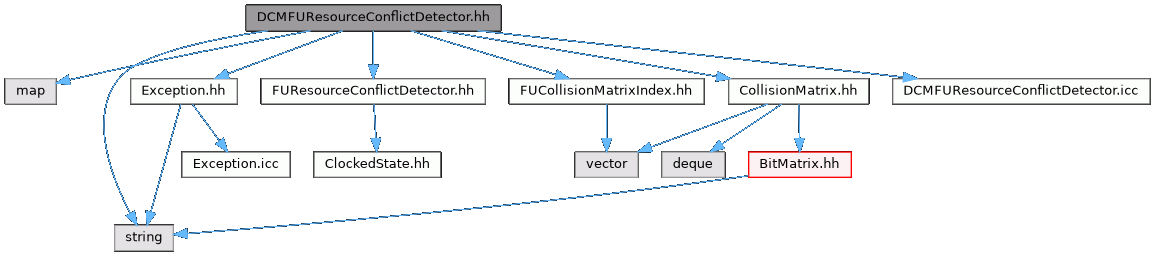 DCMFUResourceConflictDetector.hh
map
Exception.hh
FUResourceConflictDetector.hh
FUCollisionMatrixIndex.hh
CollisionMatrix.hh
DCMFUResourceConflictDetector.icc
Exception.icc
ClockedState.hh
vector
deque
BitMatrix.hh
string